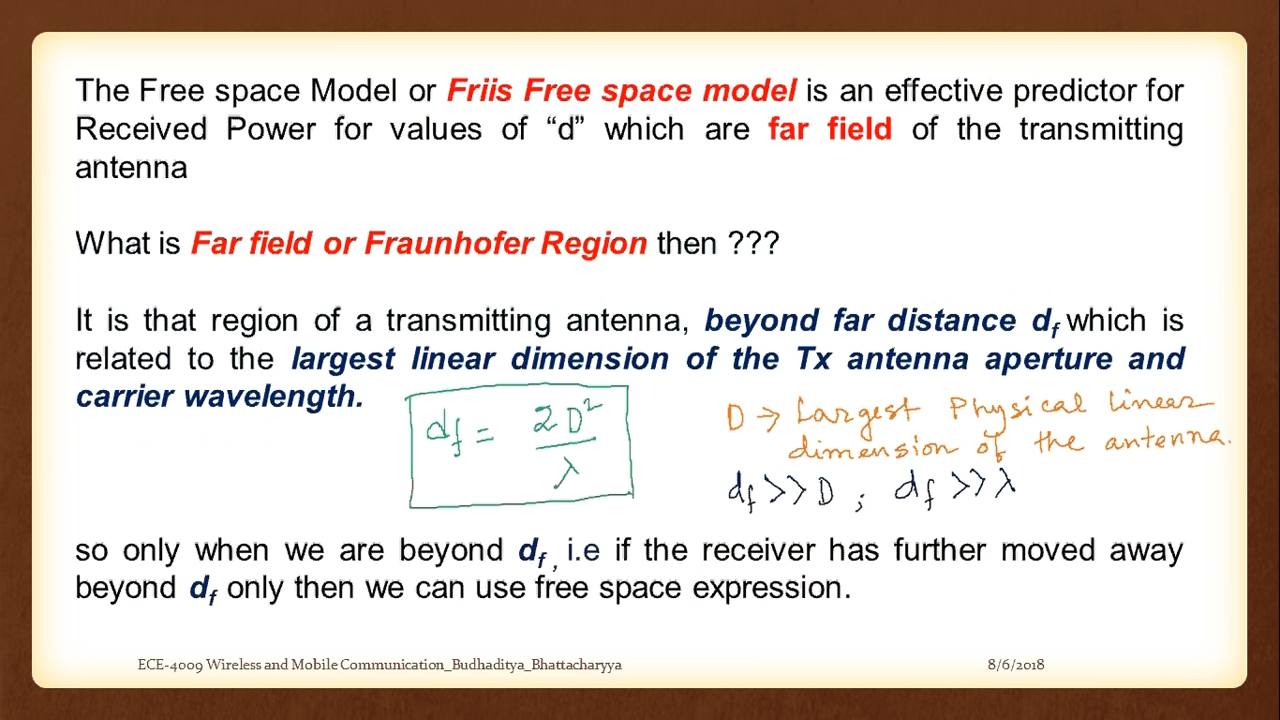 The Free space Model or Friis Free space model is an effective predictor for
Received Power for values of “d” which are far field of the transmitting
antenna
What is Far field or Fraunhofer Region then ???
It is that region of a transmitting antenna, beyond far distance df which is
related to the largest linear dimension of the Tx antenna aperture and
carrier wavelength.
df = 2D² / λ
D → Largest Physical linear
dimension of the antenna.
df >> D ; df >> λ
so only when we are beyond df, i.e if the receiver has further moved away
beyond df only then we can use free space expression.
ECE-4009 Wireless and Mobile Communication_Budhaditya_Bhattacharyya
8/6/2018